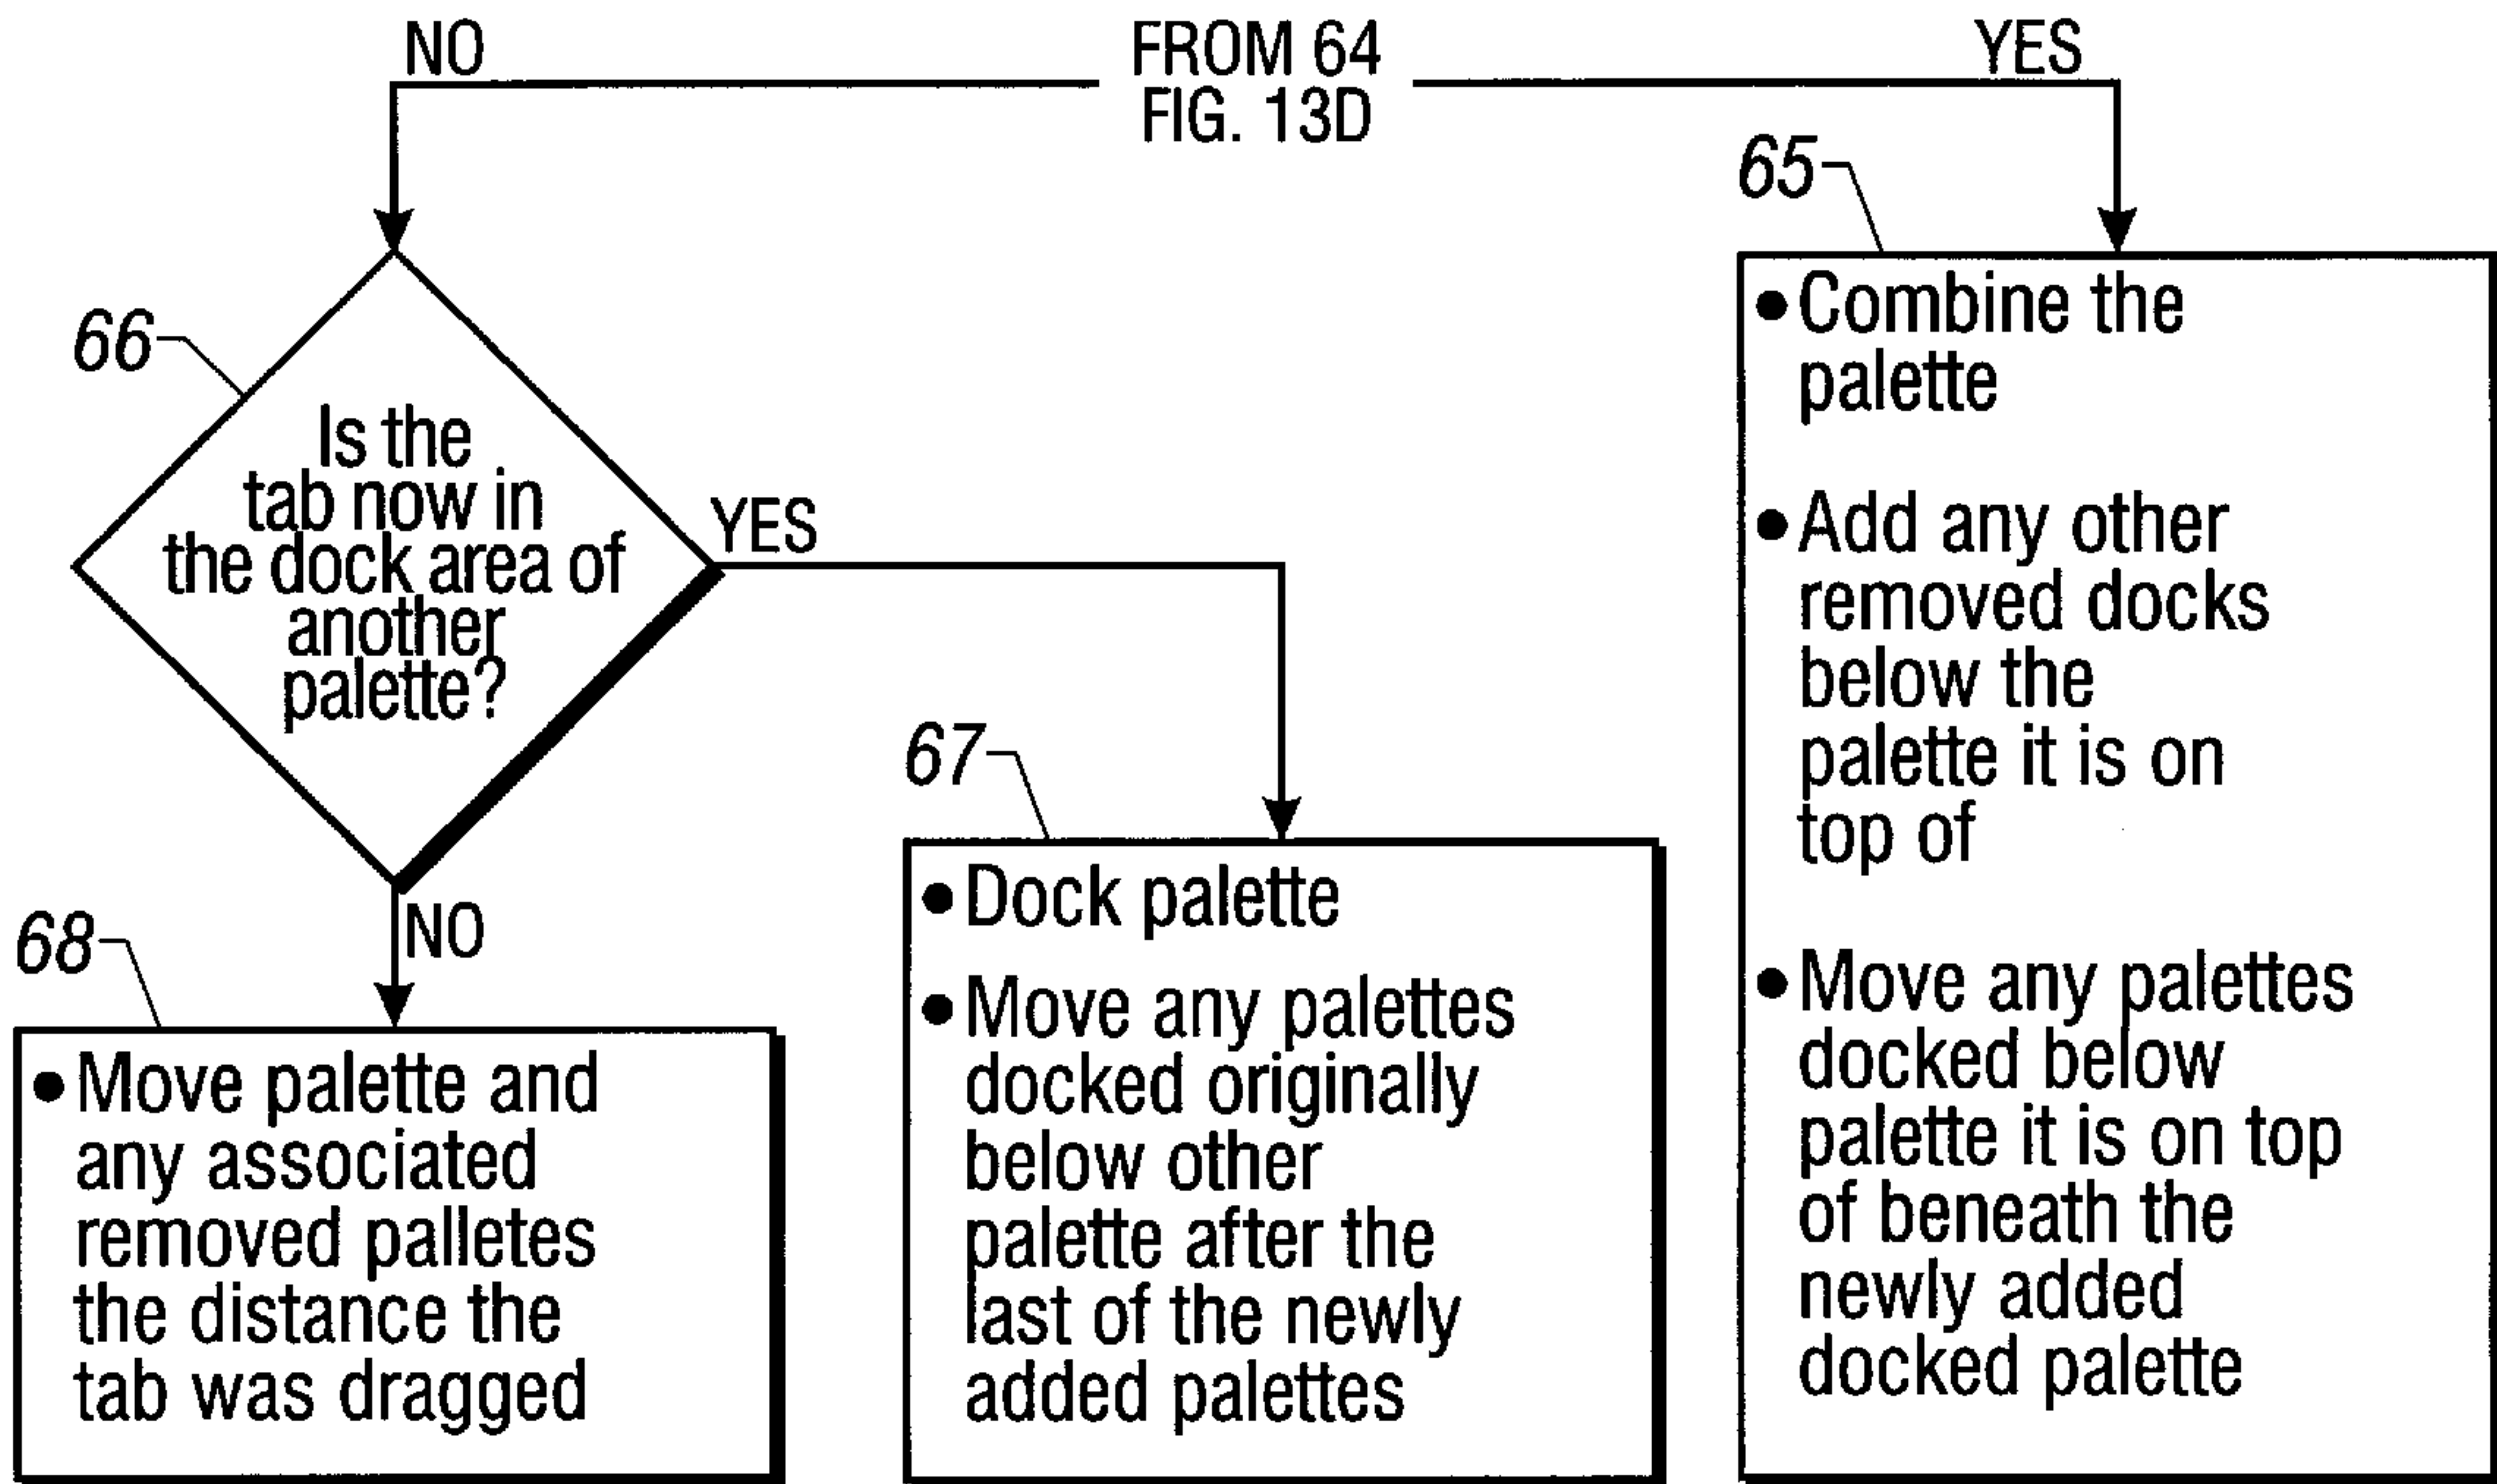 NO
FROM 64
FIG. 13D
YES
65
66
Is the
tab now in
the dock area of
another
palette?
YES
NO
67
68
• Move palette and
any associated
removed palletes
the distance the
tab was dragged
• Dock palette
• Move any palettes
docked originally
below other
palette after the
last of the newly
added palettes
• Combine the
palette
• Add any other
removed docks
below the
palette it is on
top of
• Move any palettes
docked below
palette it is on top
of beneath the
newly added
docked palette